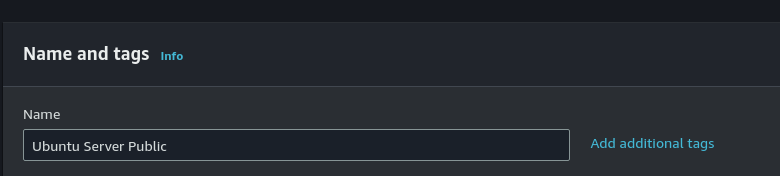 Name and tags Info
Name
Ubuntu Server Public Add additional tags